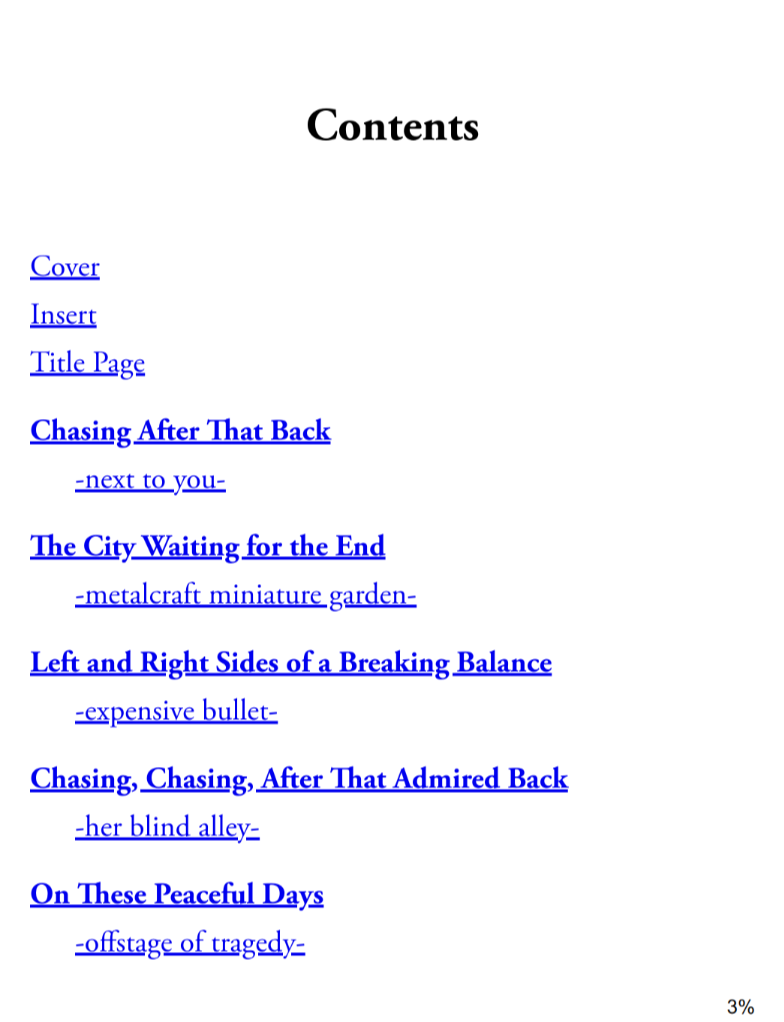 Contents
Cover
Insert
Title Page
Chasing After That Back
-next to you-
The City Waiting for the End
-metalcraft miniature garden-
Left and Right Sides of a Breaking Balance
-expensive bullet-
Chasing, Chasing, After That Admired Back
-her blind alley-
On These Peaceful Days
-offstage of tragedy-
3%